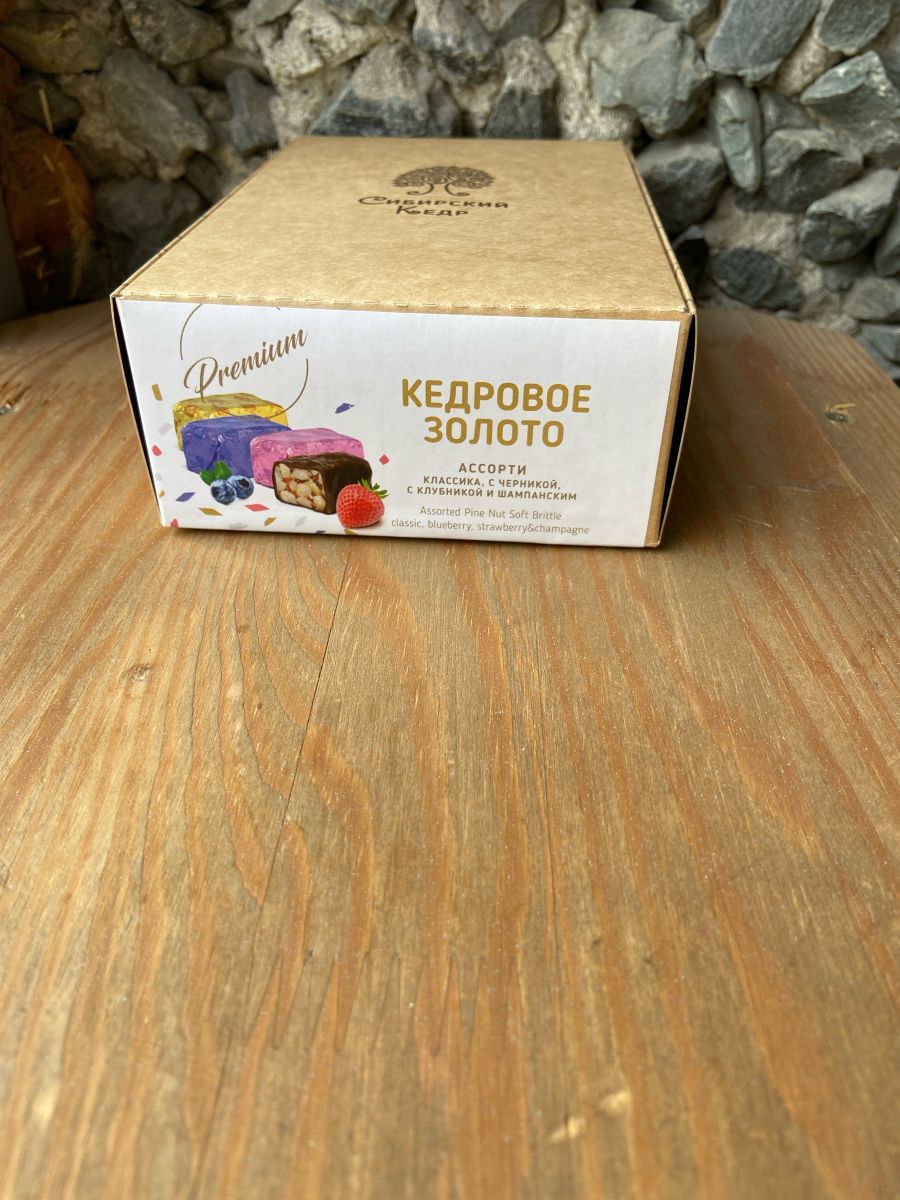 Сибирский
Кедр
Premium
КЕДРОВОЕ
ЗОЛОТО
АССОРТИ
КЛАССИКА, С ЧЕРНИКОЙ,
С КЛУБНИКОЙ И ШАМПАНСКИМ
Assorted Pine Nut Soft Brittle
classic, blueberry, strawberry&champagne